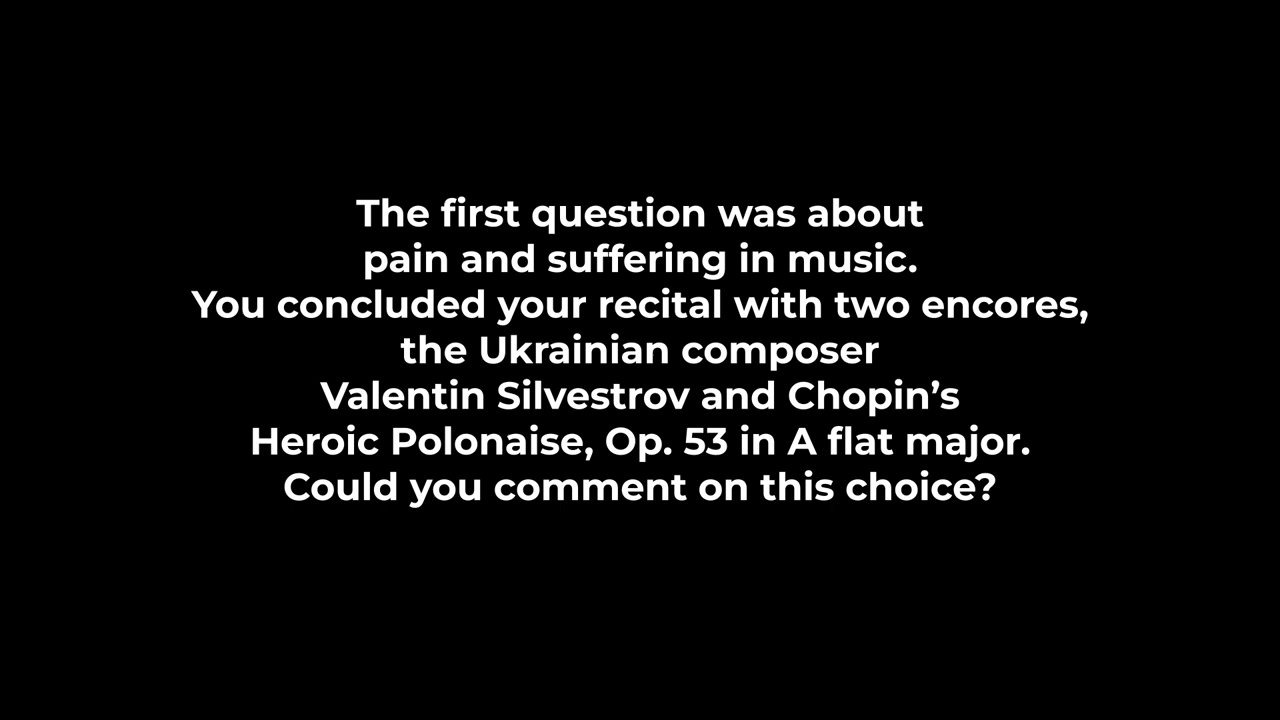 The first question was about
pain and suffering in music.
You concluded your recital with two encores,
the Ukrainian composer
Valentin Silvestrov and Chopin’s
Heroic Polonaise, Op. 53 in A flat major.
Could you comment on this choice?